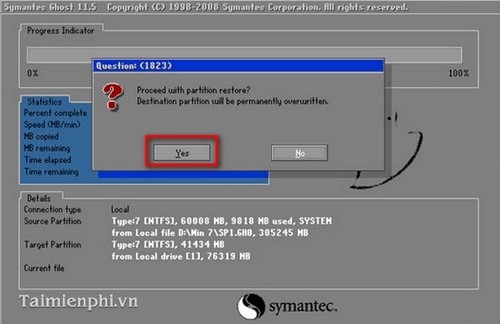 Symantec Ghost 11.5 Copyright (C) 1998-2008 Symantec Corporation. All rights reserved.
Progress Indicator
0%
100%
Question: (1823)
Proceed with partition restore?
Destination partition will be permanently overwritten.
Yes
No
Statistics
Percent complete
Speed (MB/min)
MB copied
MB remaining
Time elapsed
Time remaining
Details
Connection type Local
Source Partition Type:7 [NTFS], 60008 MB, 9818 MB used, SYSTEM
from Local file D:\Win 7\SP1.GHO, 305245 MB
Target Partition Type:7 [NTFS], 41434 MB
from Local drive [1], 76319 MB
Current file
Taimienphi.vn
symantec.